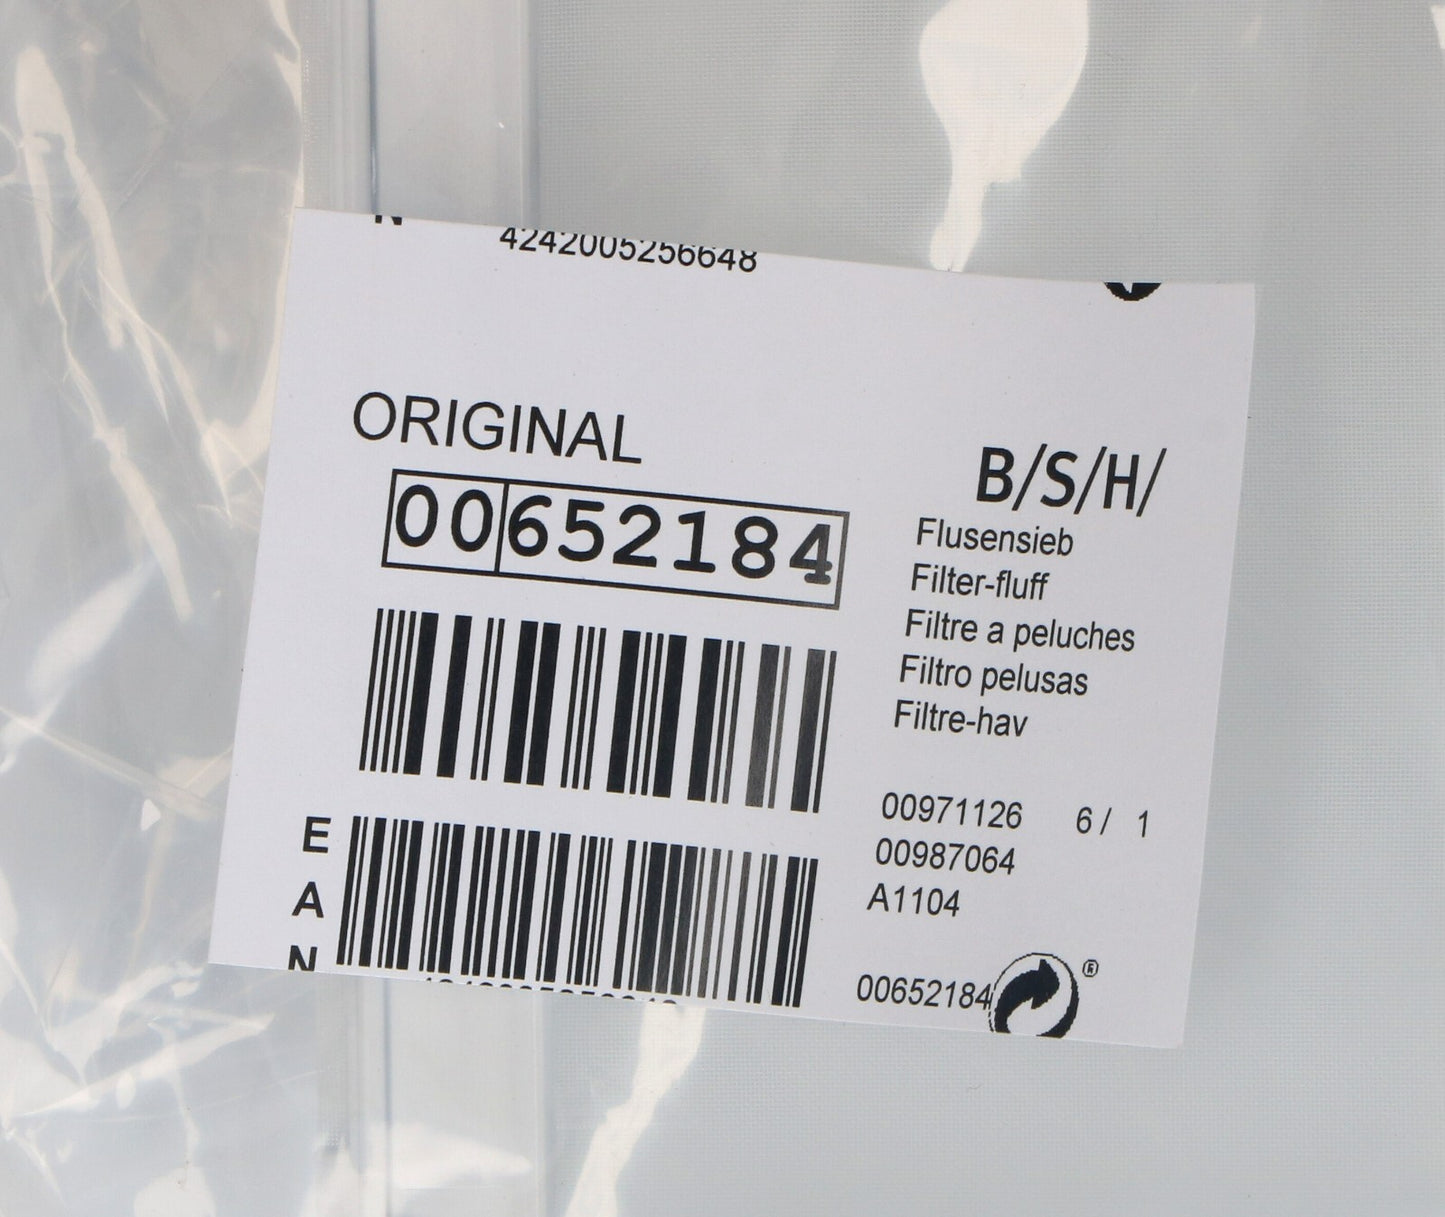 4242005256648
ORIGINAL
00652184
B/S/H/
Flusensieb
Filter-fluff
Filtre a peluches
Filtro pelusas
Filtre-hav
00971126 6/ 1
00987064
A1104
00652184
®
E
A
N